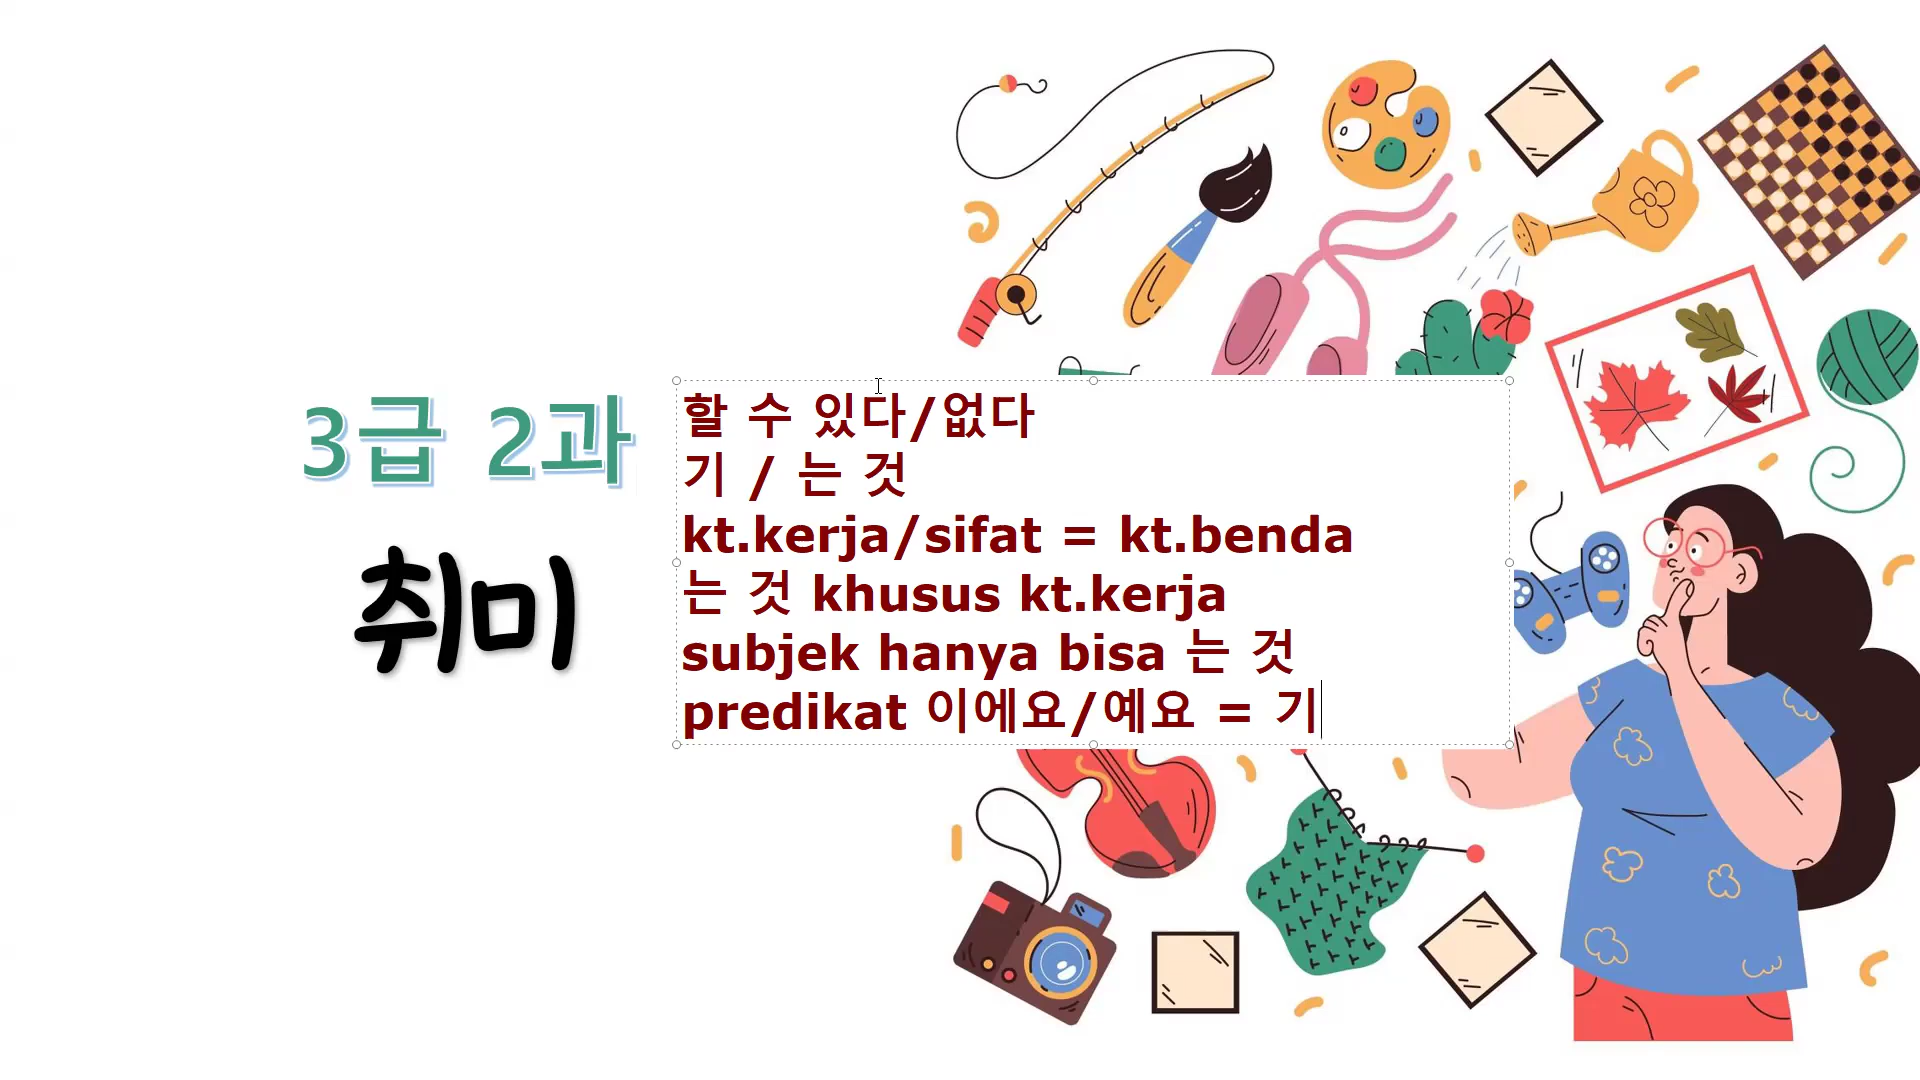 3급 2과
취미
할 수 있다/없다
기 / 는 것
kt.kerja/sifat = kt.benda
는 것 khusus kt.kerja
subjek hanya bisa 는 것
predikat 이에요/예요 = 기